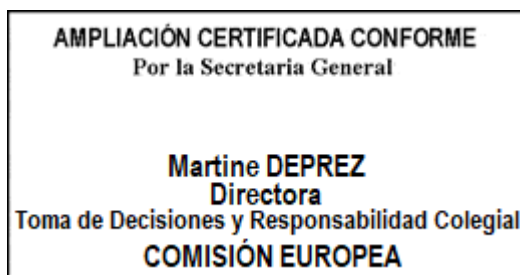 AMPLIACIÓN CERTIFICADA CONFORME
Por la Secretaria General
Martine DEPREZ
Directora
Toma de Decisiones y Responsabilidad Colegial
COMISIÓN EUROPEA